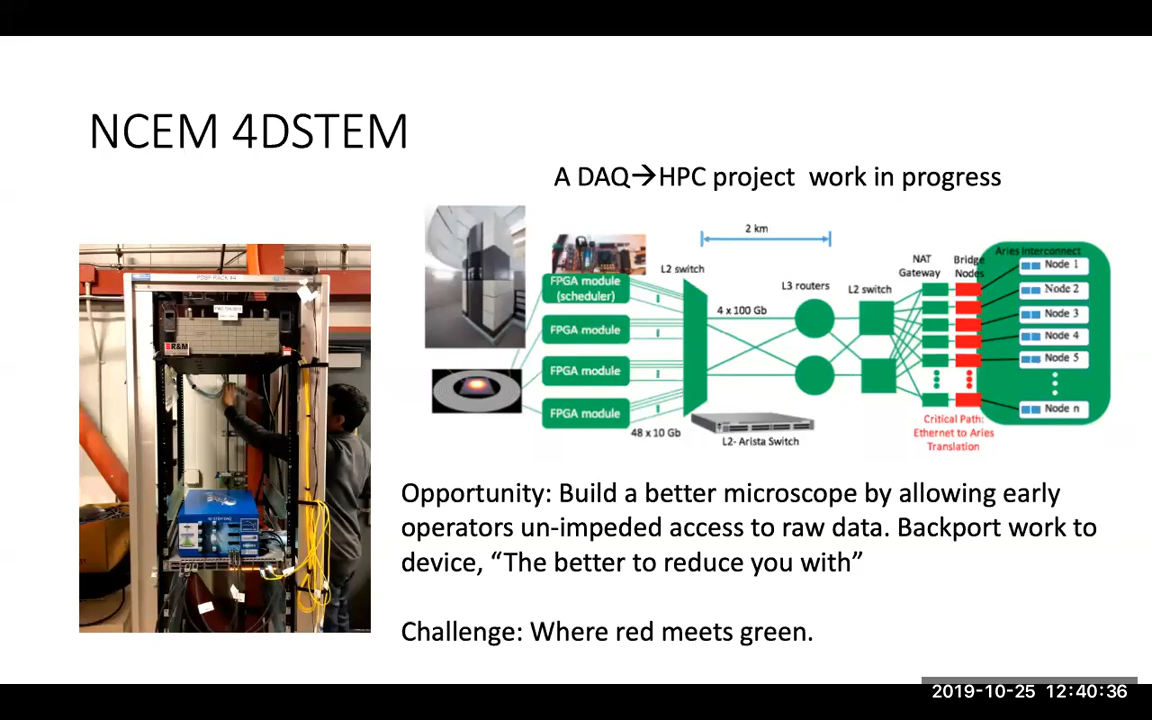 NCEM 4DSTEM
A DAQ→HPC project work in progress
2 km
Aries Interconnect
NAT
Gateway
Bridge
Nodes
L2 switch
L3 routers
L2 switch
FPGA module
(scheduler)
FPGA module
FPGA module
FPGA module
4 x 100 Gb
48 x 10 Gb
L2- Arista Switch
Node 1
Node 2
Node 3
Node 4
Node 5
Node n
Critical Path:
Ethernet to Aries
Translation
R&M
Opportunity: Build a better microscope by allowing early
operators un-impeded access to raw data. Backport work to
device, “The better to reduce you with”
Challenge: Where red meets green.
2019-10-25 12:40:36